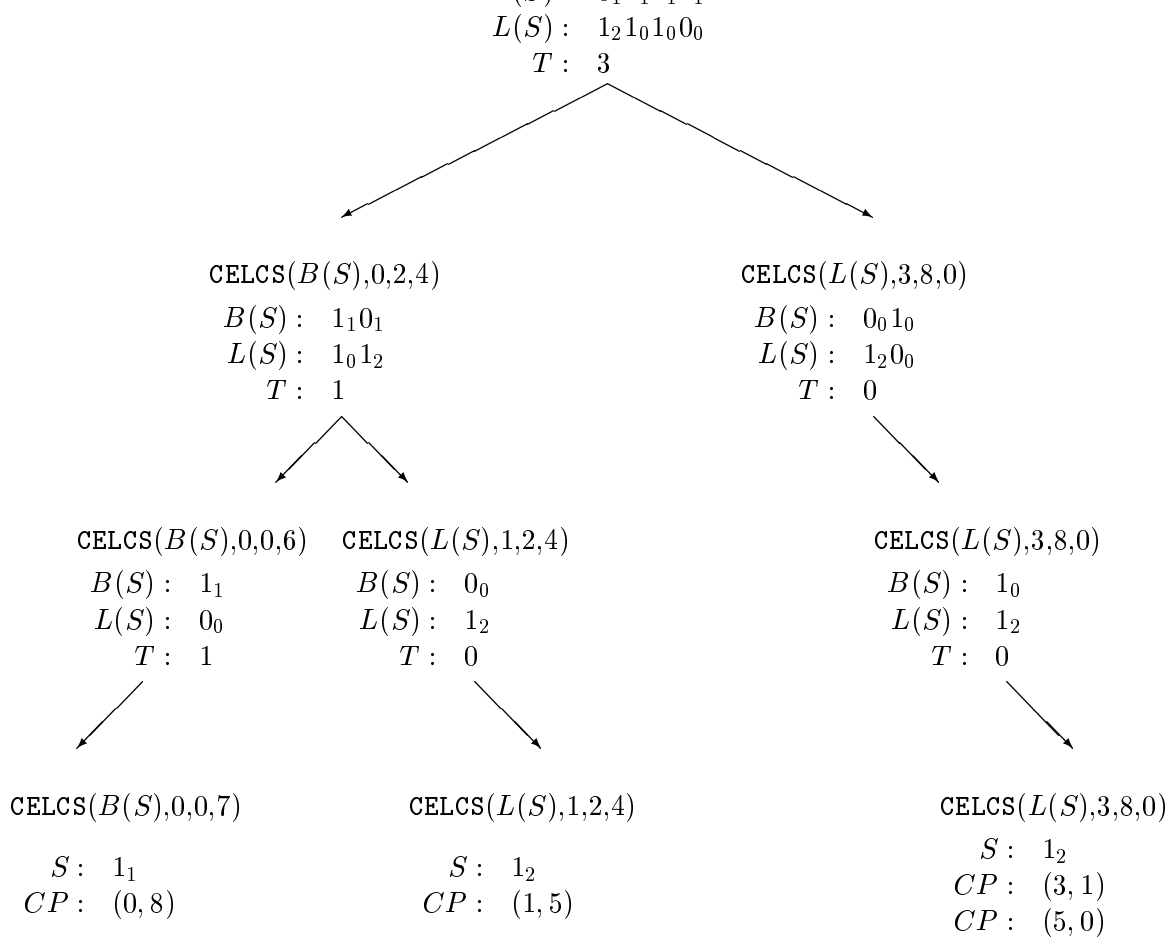 L(S) : 1₂1₀1₀0₀
T : 3
CELCS(B(S),0,2,4) CELCS(L(S),3,8,0)
B(S) : 1₁0₁ B(S) : 0₀1₀
L(S) : 1₀1₂ L(S) : 1₂0₀
T : 1 T : 0
CELCS(B(S),0,0,6) CELCS(L(S),1,2,4) CELCS(L(S),3,8,0)
B(S) : 1₁ B(S) : 0₀ B(S) : 1₀
L(S) : 0₀ L(S) : 1₂ L(S) : 1₂
T : 1 T : 0 T : 0
CELCS(B(S),0,0,7) CELCS(L(S),1,2,4) CELCS(L(S),3,8,0)
S : 1₁ S : 1₂ S : 1₂
CP : (0, 8) CP : (1, 5) CP : (3, 1)
CP : (5, 0)